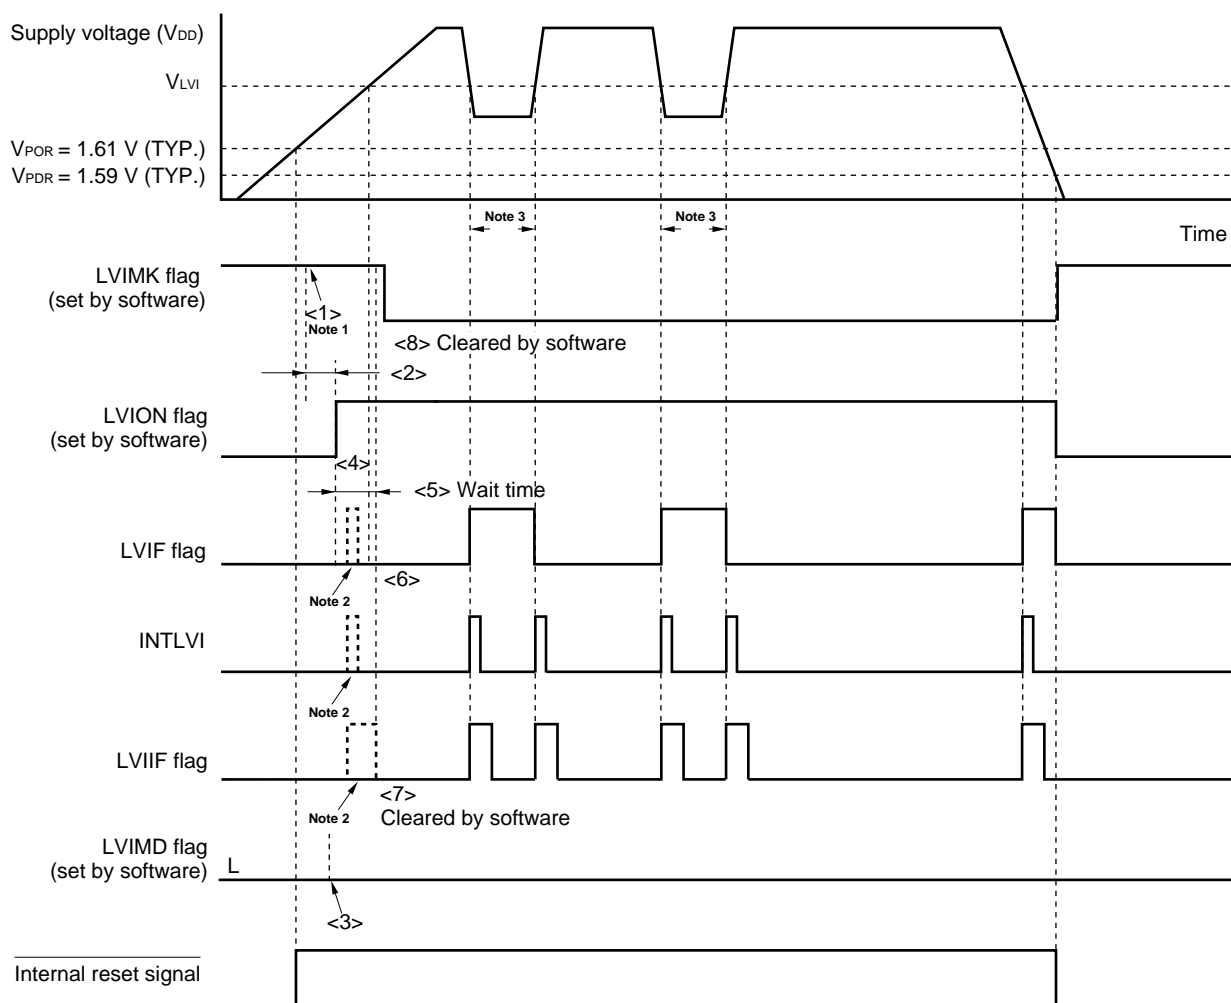 Supply voltage (VDD)
VLVI
VPOR = 1.61 V (TYP.)
VPDR = 1.59 V (TYP.)
Note 3
Note 3
Time
LVIMK flag
(set by software)
<1>
Note 1
<8> Cleared by software
<2>
LVION flag
(set by software)
<4>
<5> Wait time
LVIF flag
<6>
Note 2
INTLVI
Note 2
LVIIF flag
<7>
Note 2
Cleared by software
LVIMD flag
(set by software)
L
<3>
Internal reset signal